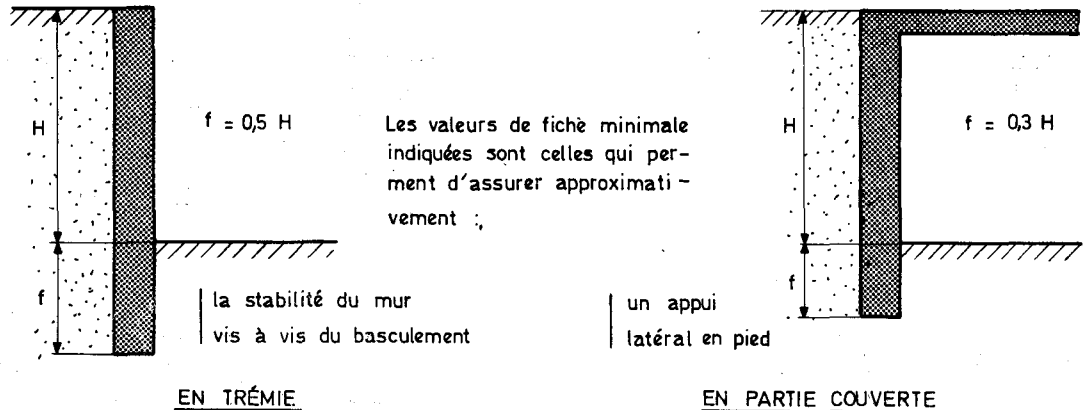 H
f
f = 0,5 H
Les valeurs de fiche minimale
indiquées sont celles qui per-
ment d'assurer approximati-
vement :
la stabilité du mur
vis à vis du basculement
EN TRÉMIE
H
f
f = 0,3 H
un appui
latéral en pied
EN PARTIE COUVERTE